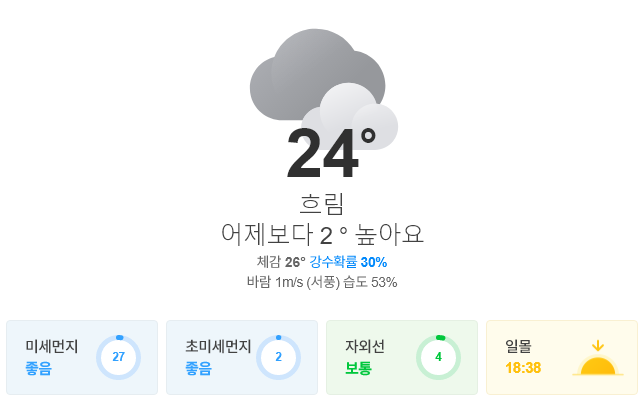 24°
흐림
어제보다 2 ° 높아요
체감 26° 강수확률 30%
바람 1m/s (서풍) 습도 53%
미세먼지
좋음
27
초미세먼지
좋음
2
자외선
보통
4
일몰
18:38